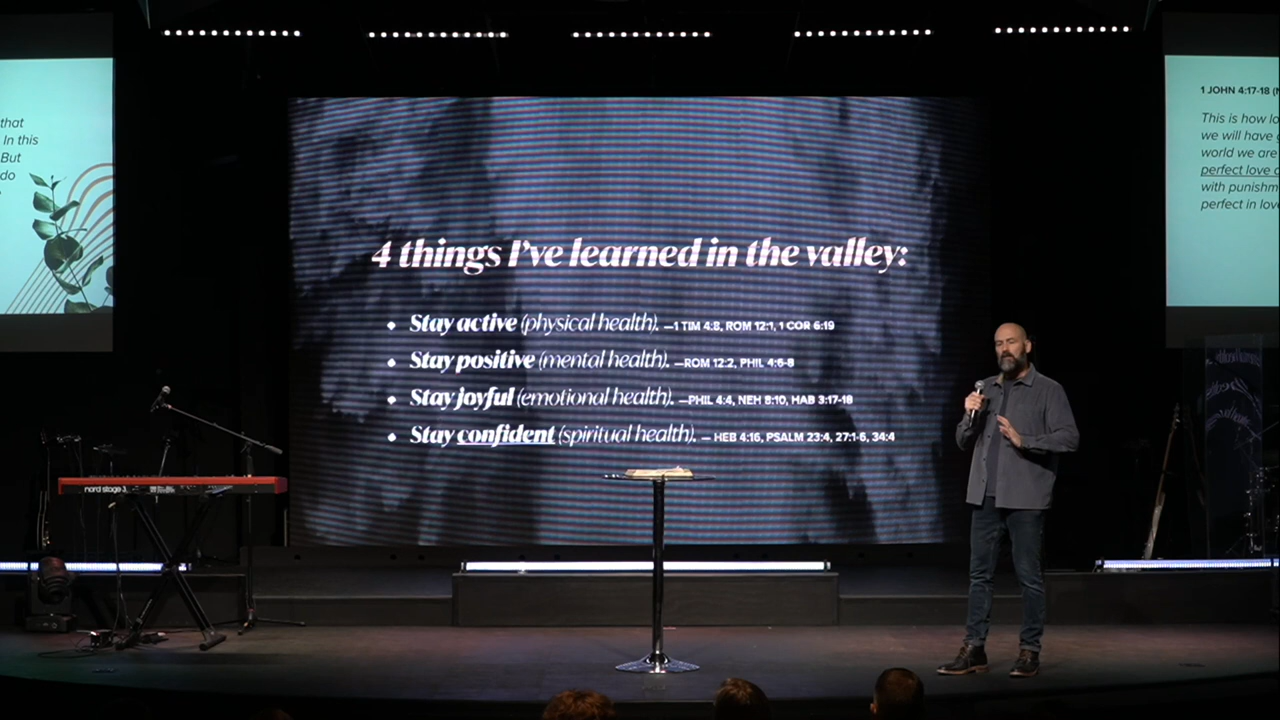 that
In this
But
do
4 things I've learned in the valley:
Stay active (physical health). —1 TIM 4:8, ROM 12:1, 1 COR 6:19
Stay positive (mental health). —ROM 12:2, PHIL 4:6-8
Stay joyful (emotional health). —PHIL 4:4, NEH 8:10, HAB 3:17-18
Stay confident (spiritual health). — HEB 4:16, PSALM 23:4, 27:1-6, 34:4
1 JOHN 4:17-18 (
This is how
we will have
world we are
perfect love
with punishm
perfect in
nord stage 3